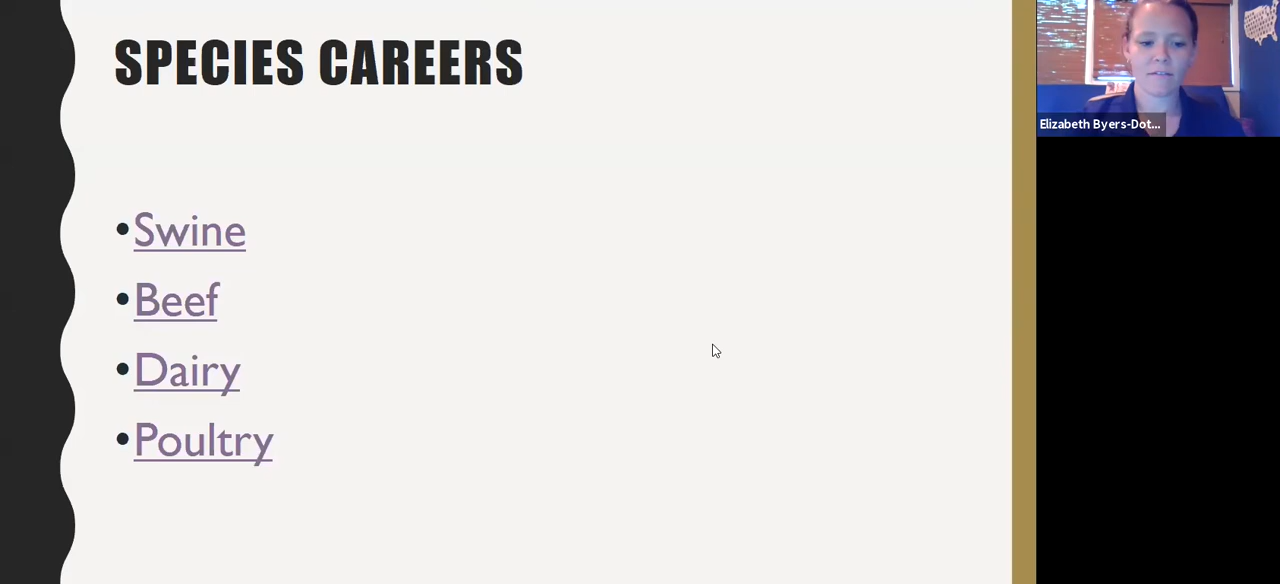 SPECIES CAREERS
•Swine
•Beef
•Dairy
•Poultry
Elizabeth Byers-Dot...